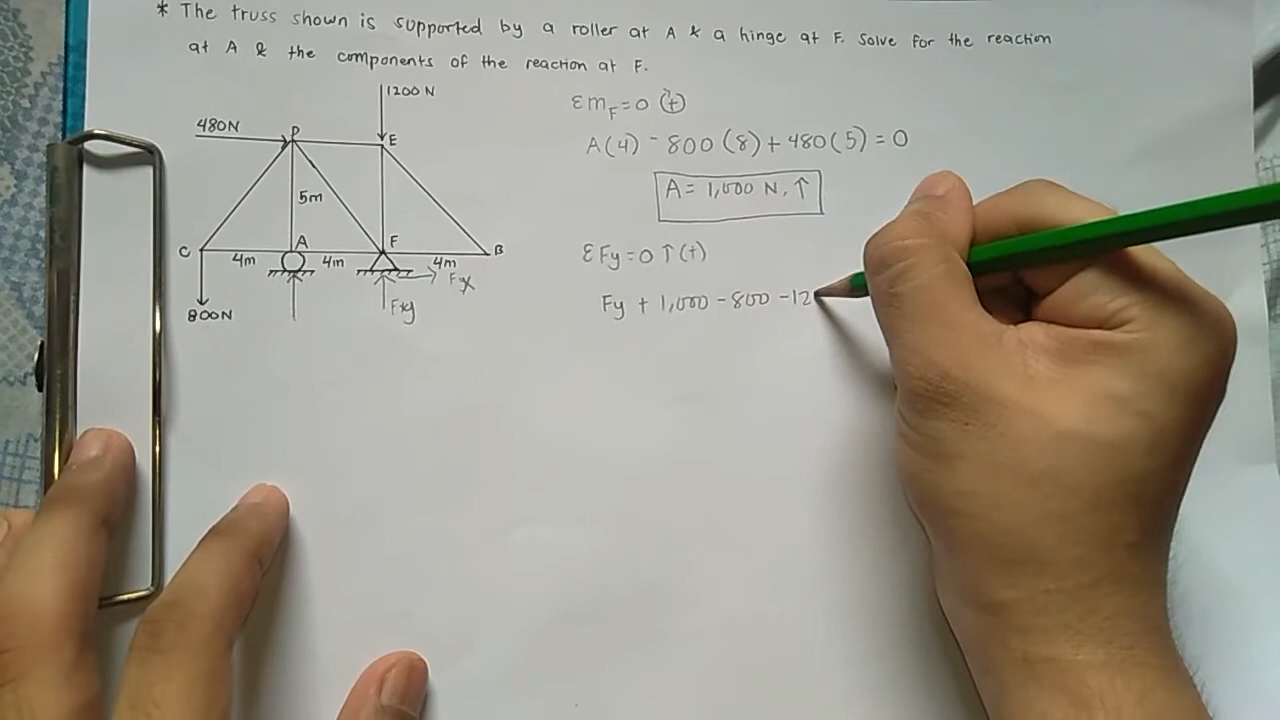 * The truss shown is supported by a roller at A & a hinge at F. Solve for the reaction
at A & the components of the reaction at F.
1200 N
480N
D
E
5m
C
A
F
B
4m
4m
4m
Fx
800N
Fxy
ΣmF=0 (+)
A(4) - 800 (8) + 480 (5) = 0
A = 1,000 N, ↑
ΣFy = 0 ↑(+)
Fy + 1,000 - 800 - 12